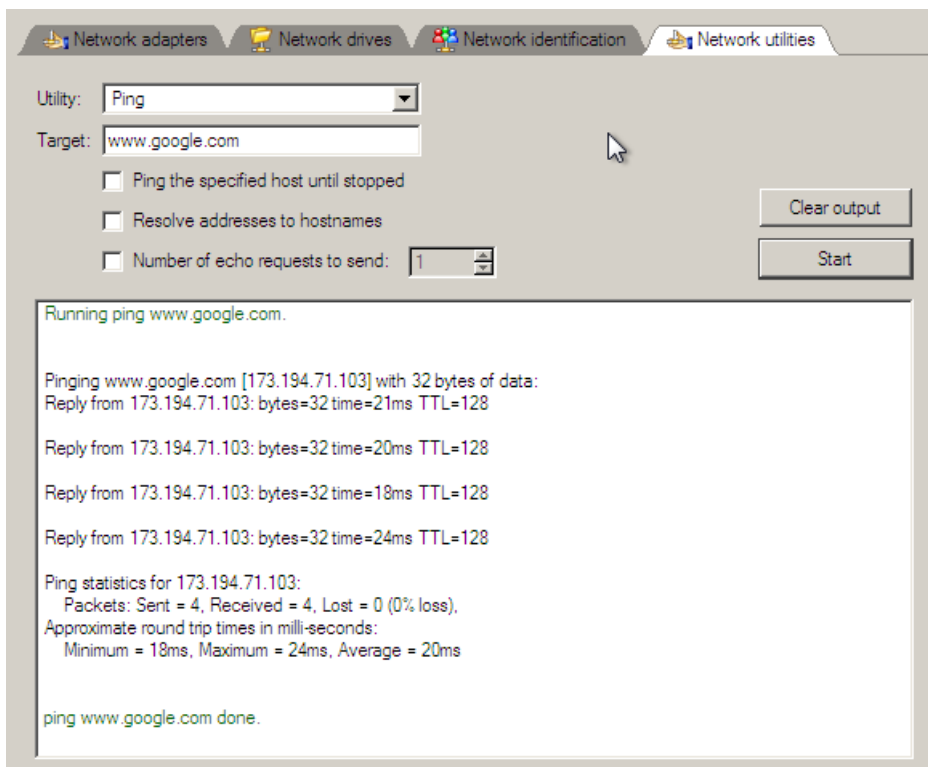 Network adapters Network drives Network identification Network utilities
Utility: Ping
Target: www.google.com
Ping the specified host until stopped
Resolve addresses to hostnames
Clear output
Number of echo requests to send: 1
Start
Running ping www.google.com.
Pinging www.google.com [173.194.71.103] with 32 bytes of data:
Reply from 173.194.71.103: bytes=32 time=21ms TTL=128
Reply from 173.194.71.103: bytes=32 time=20ms TTL=128
Reply from 173.194.71.103: bytes=32 time=18ms TTL=128
Reply from 173.194.71.103: bytes=32 time=24ms TTL=128
Ping statistics for 173.194.71.103:
Packets: Sent = 4, Received = 4, Lost = 0 (0% loss),
Approximate round trip times in milli-seconds:
Minimum = 18ms, Maximum = 24ms, Average = 20ms
ping www.google.com done.